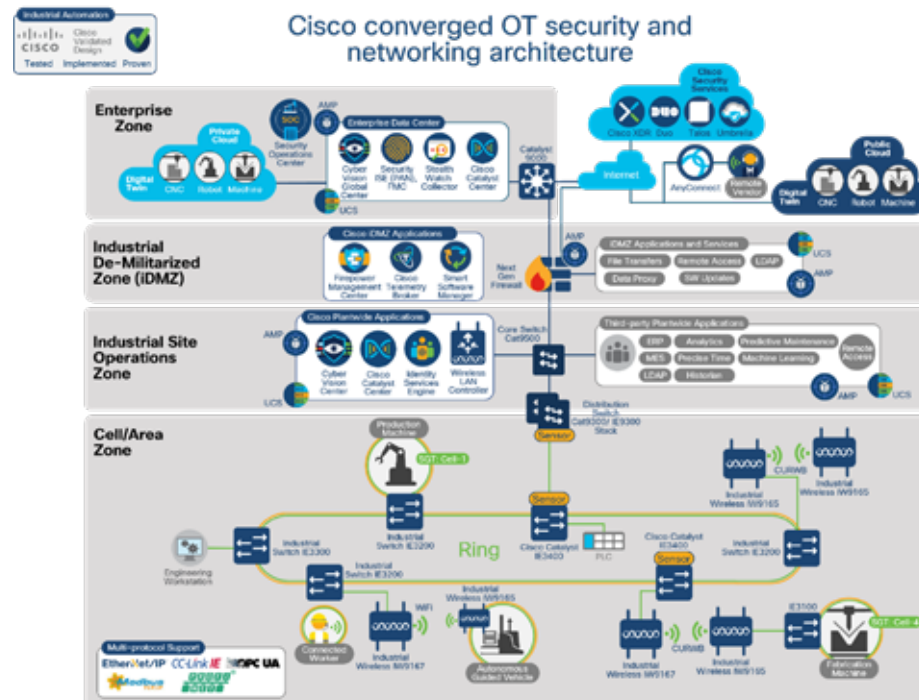 Industrial Automation
CISCO
Cisco
Validated
Design
Tested Implemented Proven
Cisco converged OT security and
networking architecture
Enterprise
Zone
Private
Cloud
Digital
Twin
CNC
Robot
Machine
SOC
Security
Operations
Center
AMP
Enterprise Data Center
Cyber
Vision
Global
Center
Security
ISE (PAN),
FMC
Stealth
Watch
Collector
Cisco
Catalyst
Center
UCS
Catalyst
9000
Cisco
Security
Services
Cisco XDR
Duo
Talos
Umbrella
Internet
AnyConnect
Remote
Vendor
Public
Cloud
Digital
Twin
CNC
Robot
Machine
Industrial
De-Militarized
Zone (iDMZ)
Cisco iDMZ Applications
Firepower
Management
Center
Cisco
Telemetry
Broker
Smart
Software
Manager
Next
Gen
Firewall
AMP
iDMZ Applications and Services
File Transfers
Remote Access
LDAP
Data Proxy
SW Updates
UCS
AMP
Industrial Site
Operations
Zone
AMP
UCS
Cisco Plantwide Applications
Cyber
Vision
Center
Cisco
Catalyst
Center
Identity
Services
Engine
Wireless
LAN
Controller
Core Switch
Cat9500
Third-party Plantwide Applications
ERP
Analytics
Predictive Maintenance
MES
Precise Time
Machine Learning
LDAP
Historian
Remote
Access
AMP
UCS
Distribution
Switch
Cat9300/ IE9300
Stack
Sensor
Cell/Area
Zone
Production
Machine
SGT: Cell-1
Industrial
Switch IE3200
Sensor
Cisco Catalyst
IE3400
PLC
Industrial
Wireless IW9165
CURWB
Industrial
Wireless IW9165
Engineering
Workstation
Industrial
Switch IE3300
Ring
Cisco Catalyst
IE3400
Sensor
Industrial
Switch IE3200
Industrial
Switch IE3200
Connected
Worker
Industrial
Wireless IW9167
WiFi
Industrial
Wireless IW9165
Autonomous
Guided Vehicle
Industrial
Wireless IW9167
CURWB
Industrial
Wireless IW9165
IE3100
SGT: Cell-4
Fabrication
Machine
Multi-protocol Support
EtherNet/IP
CC-Link IE
OPC UA
Modbus